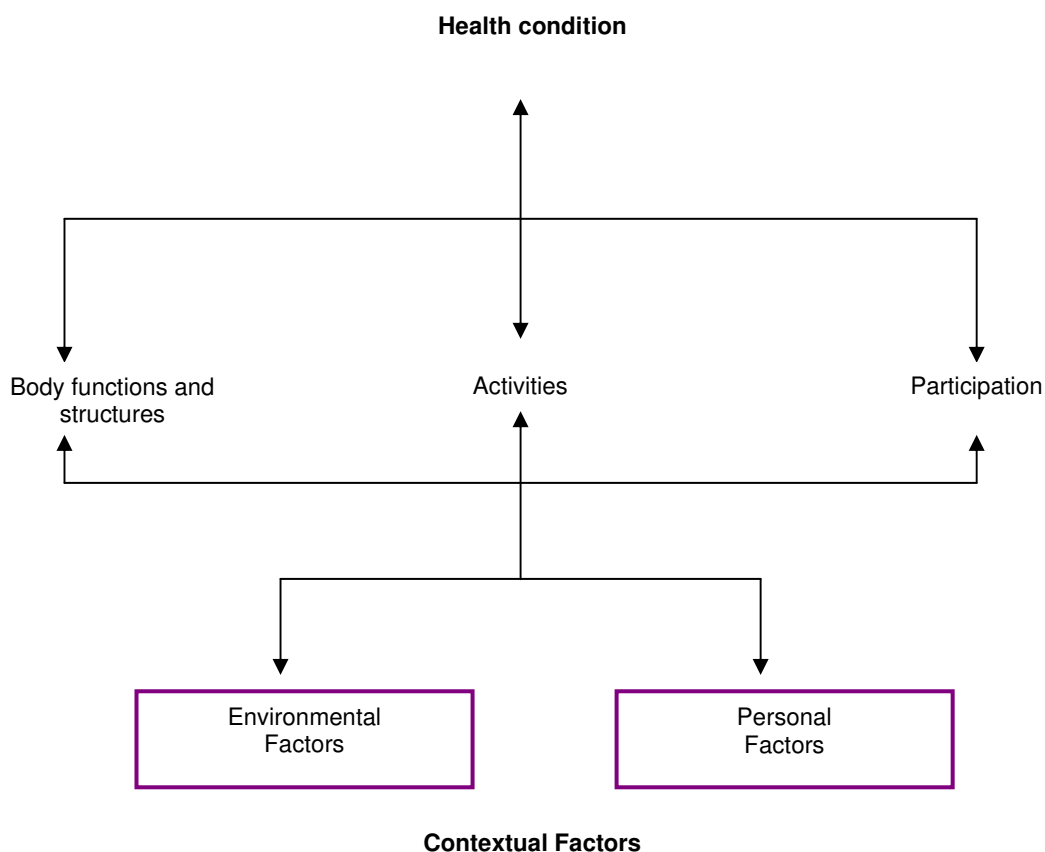 Health condition
Body functions and
structures
Activities
Participation
Environmental
Factors
Personal
Factors
Contextual Factors